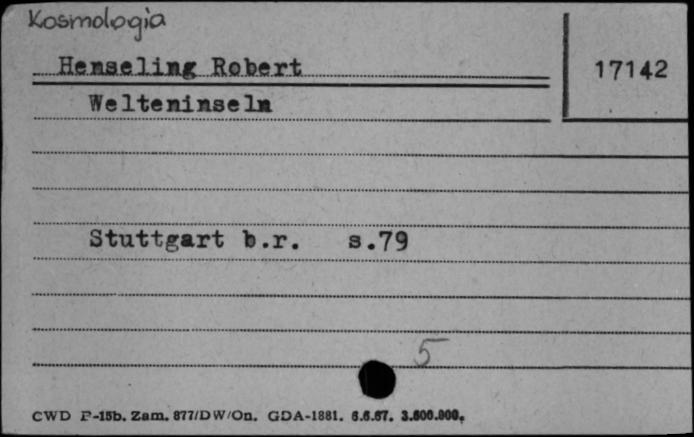 Kosmologia
Henseling Robert
17142
Welteninseln
Stuttgart b.r. s.79
5
CWD P-15b. Zam. 877/DW/On. GDA-1881. 6.6.67. 3.600.000.